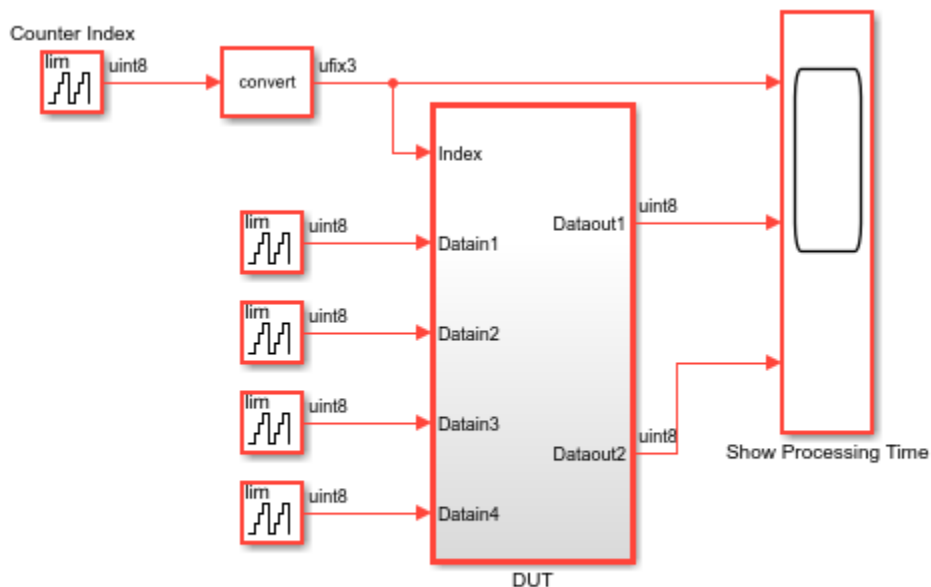 Counter Index
lim
uint8
convert
ufix3
Index
lim
uint8
Datain1
Dataout1
uint8
lim
uint8
Datain2
lim
uint8
Datain3
Dataout2
uint8
Show Processing Time
lim
uint8
Datain4
DUT